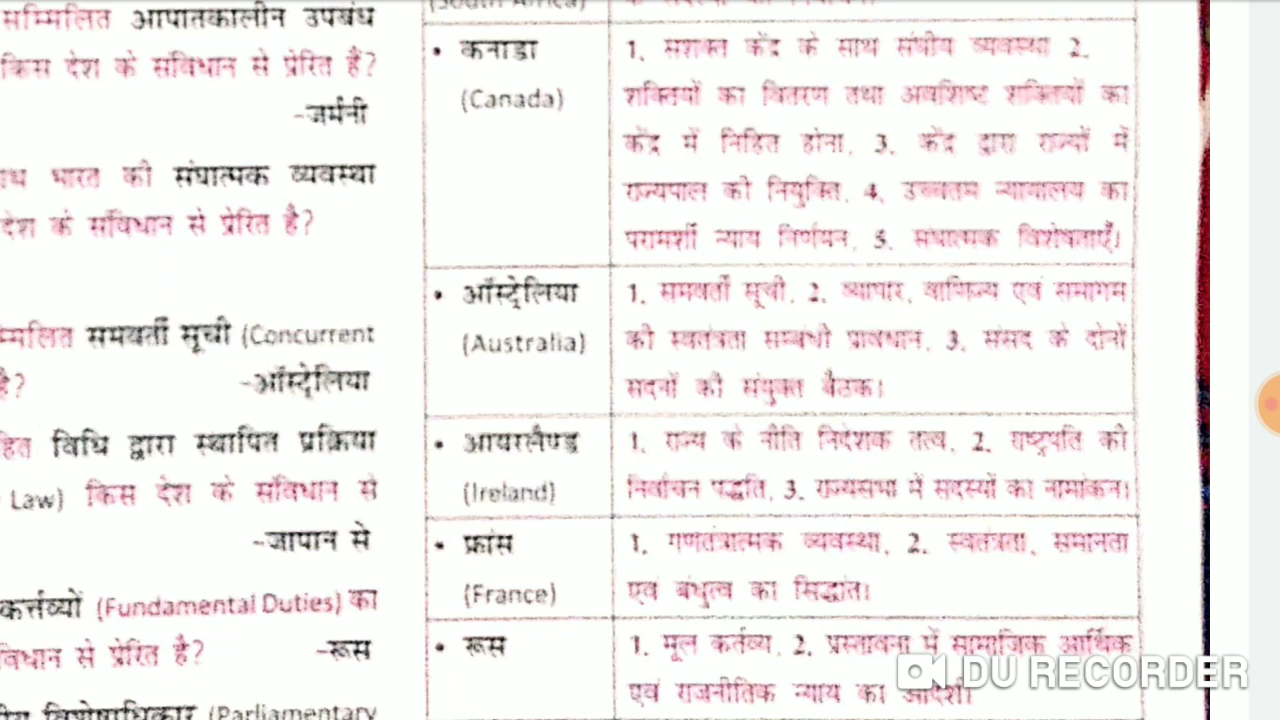 सम्मिलित आपातकालीन उपबंध
किस देश के संविधान से प्रेरित है?
-जर्मनी
भारत की संघात्मक व्यवस्था
देश के संविधान से प्रेरित है?
समवर्ती सूची (Concurrent
है?
-ऑस्ट्रेलिया
विधि द्वारा स्थापित प्रक्रिया
Law) किस देश के संविधान से
-जापान से
कर्त्तव्यों (Fundamental Duties) का
से प्रेरित है?
-रूस
विशेषाधिकार (Parliamentary
(South Africa)
• कनाडा
(Canada)
1. सशक्त केंद्र के साथ संघीय व्यवस्था 2.
शक्तियों का वितरण तथा अवशिष्ट शक्तियों का
केंद्र में निहित होना, 3. केंद्र द्वारा राज्यों में
राज्यपाल की नियुक्ति, 4. उच्चतम न्यायालय का
परामर्शी न्याय निर्णयन, 5. संघात्मक विशेषताएँ।
• ऑस्ट्रेलिया
(Australia)
1. समवर्ती सूची, 2. व्यापार, वाणिज्य एवं समागम
की स्वतंत्रता सम्बंधी प्रावधान, 3. संसद के दोनों
सदनों की संयुक्त बैठक।
• आयरलैण्ड
(Ireland)
1. राज्य के नीति निदेशक तत्व, 2. राष्ट्रपति की
निर्वाचन पद्धति, 3. राज्यसभा में सदस्यों का नामांकन।
• फ्रांस
(France)
1. गणतंत्रात्मक व्यवस्था, 2. स्वतंत्रता, समानता
एवं बंधुत्व का सिद्धांत।
• रूस
1. मूल कर्तव्य, 2. प्रस्तावना में सामाजिक आर्थिक
एवं राजनीतिक न्याय का आदर्श।
DU RECORDER